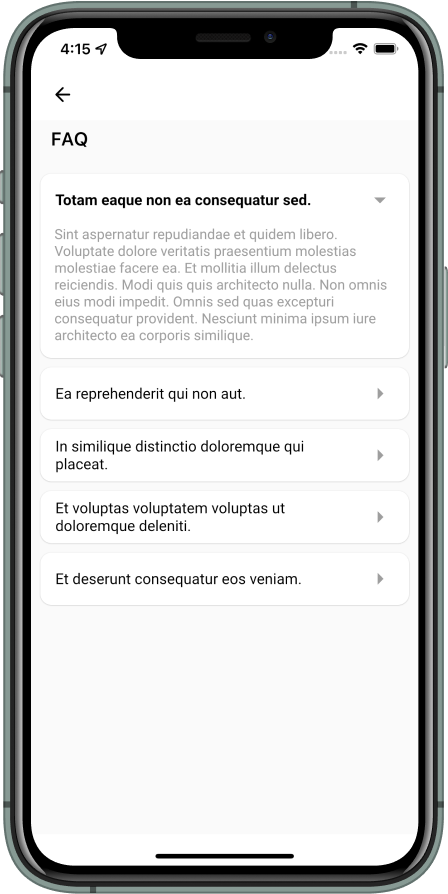 4:15
FAQ
Totam eaque non ea consequatur sed.
Sint aspernatur repudiandae et quidem libero.
Voluptate dolore veritatis praesentium molestias
molestiae facere ea. Et mollitia illum delectus
reiciendis. Modi quis quis architecto nulla. Non omnis
eius modi impedit. Omnis sed quas excepturi
consequatur provident. Nesciunt minima ipsum iure
architecto ea corporis similique.
Ea reprehenderit qui non aut.
In similique distinctio doloremque qui
placeat.
Et voluptas voluptatem voluptas ut
doloremque deleniti.
Et deserunt consequatur eos veniam.